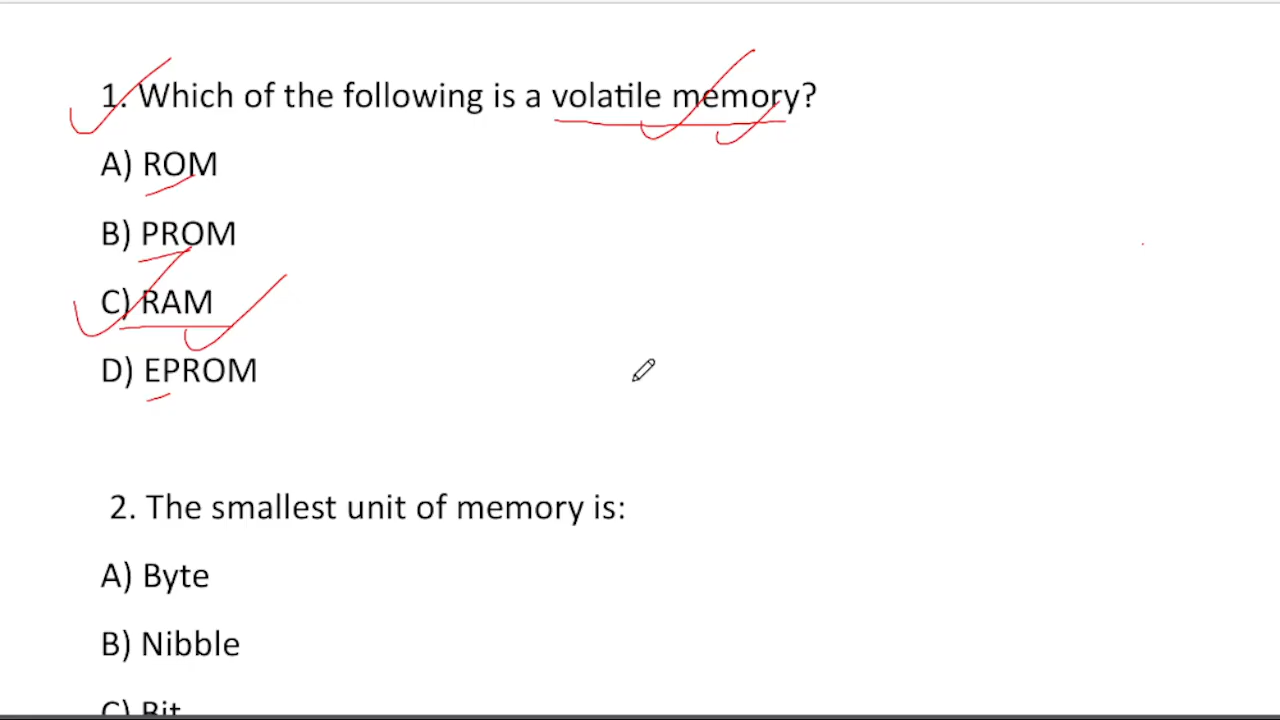 1. Which of the following is a volatile memory?
A) ROM
B) PROM
C) RAM
D) EPROM
2. The smallest unit of memory is:
A) Byte
B) Nibble
C) Bit